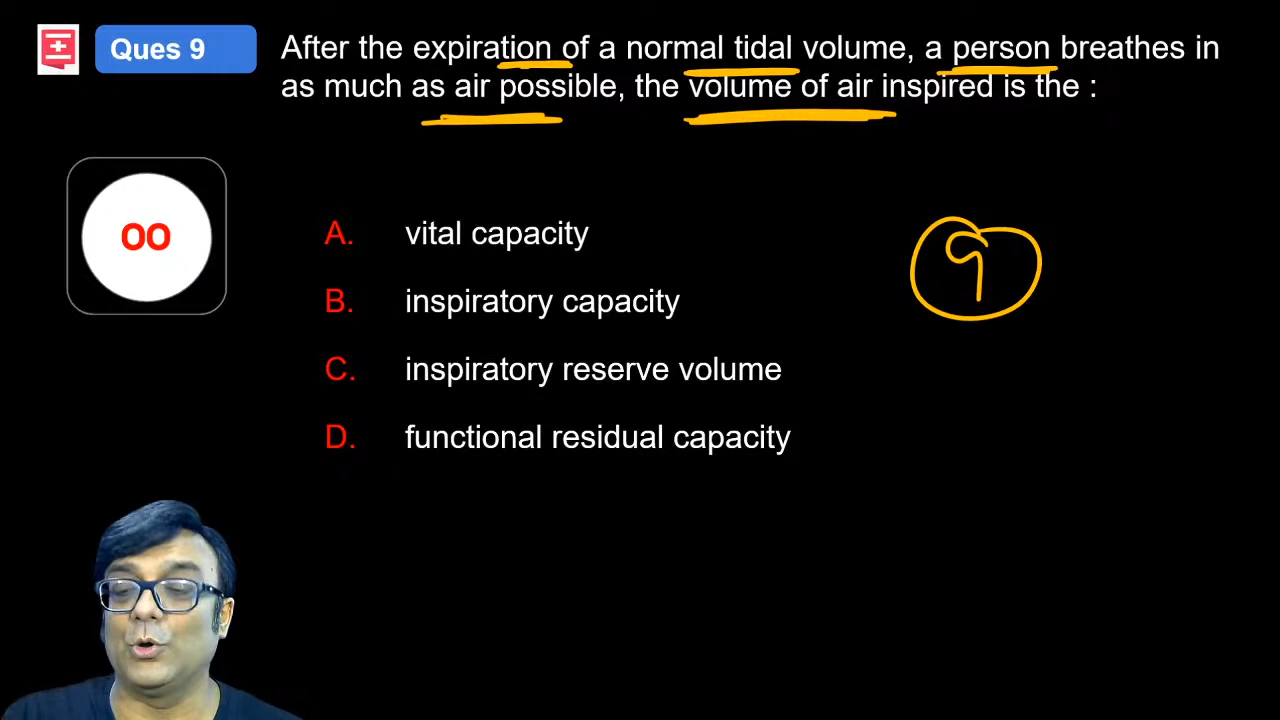 Ques 9
After the expiration of a normal tidal volume, a person breathes in
as much as air possible, the volume of air inspired is the :
00
A. vital capacity
9
B. inspiratory capacity
C. inspiratory reserve volume
D. functional residual capacity